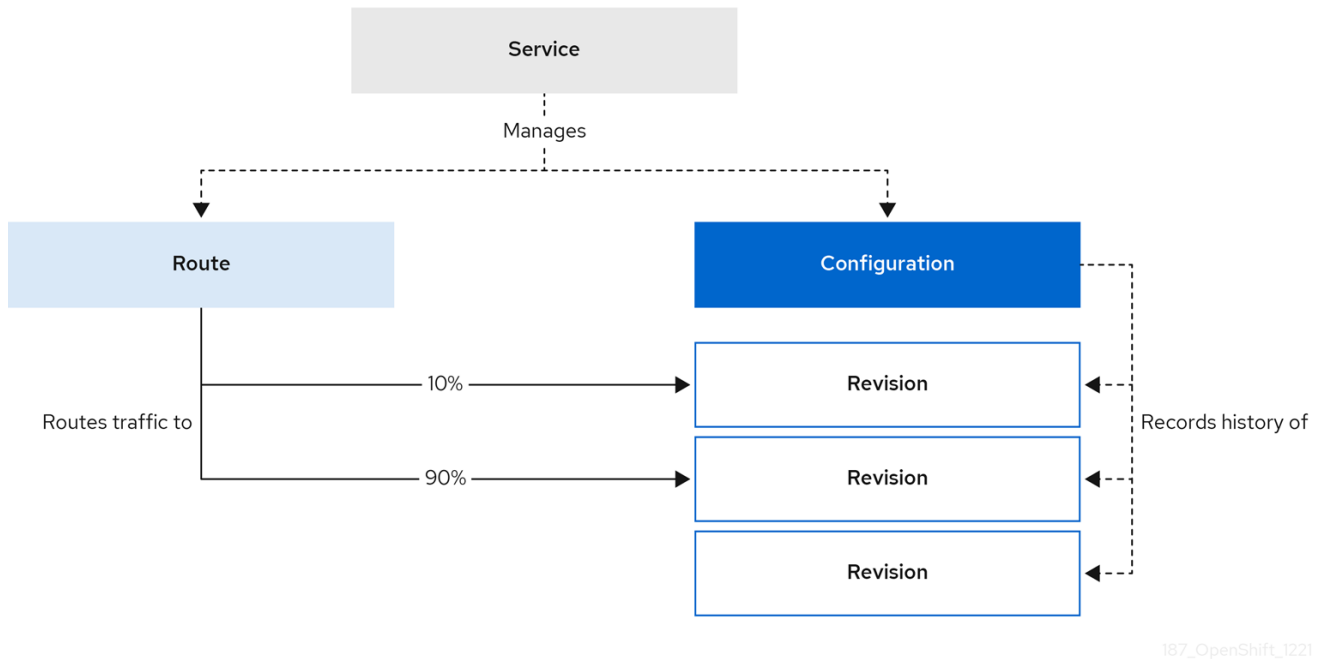 Service
Manages
Route
Configuration
10%
Revision
Routes traffic to
Records history of
90%
Revision
Revision
187_OpenShift_1221